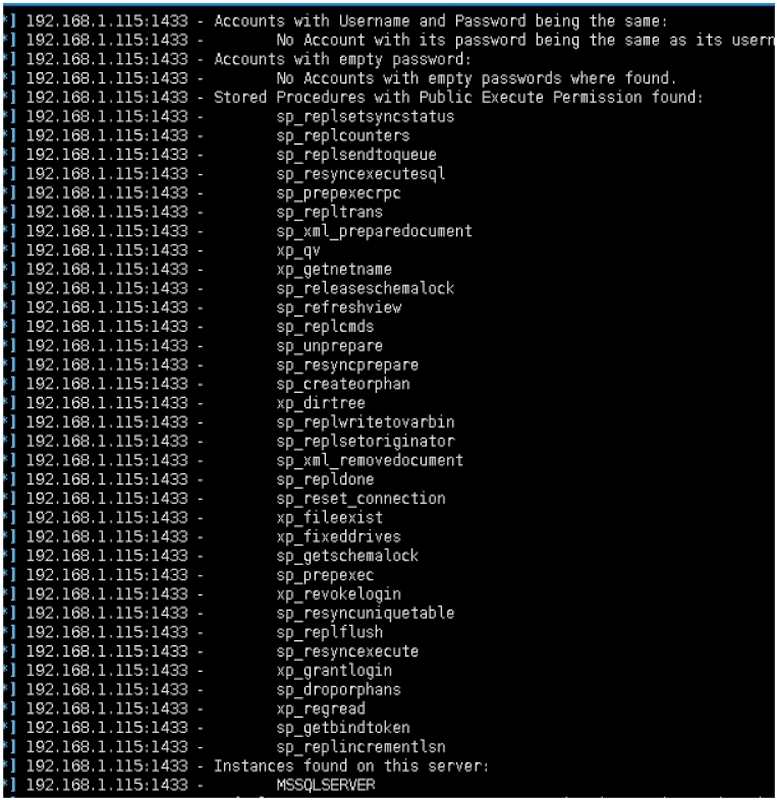 *] 192.168.1.115:1433 - Accounts with Username and Password being the same:
*] 192.168.1.115:1433 - No Account with its password being the same as its usern
*] 192.168.1.115:1433 - Accounts with empty password:
*] 192.168.1.115:1433 - No Accounts with empty passwords where found.
*] 192.168.1.115:1433 - Stored Procedures with Public Execute Permission found:
*] 192.168.1.115:1433 - sp_replsetsyncstatus
*] 192.168.1.115:1433 - sp_replcounters
*] 192.168.1.115:1433 - sp_replsendtoqueue
*] 192.168.1.115:1433 - sp_resyncexecutesql
*] 192.168.1.115:1433 - sp_prepexecrpc
*] 192.168.1.115:1433 - sp_repltrans
*] 192.168.1.115:1433 - sp_xml_preparedocument
*] 192.168.1.115:1433 - xp_qv
*] 192.168.1.115:1433 - xp_getnetname
*] 192.168.1.115:1433 - sp_releaseschemalock
*] 192.168.1.115:1433 - sp_refreshview
*] 192.168.1.115:1433 - sp_replcmds
*] 192.168.1.115:1433 - sp_unprepare
*] 192.168.1.115:1433 - sp_resyncprepare
*] 192.168.1.115:1433 - sp_createorphan
*] 192.168.1.115:1433 - xp_dirtree
*] 192.168.1.115:1433 - sp_replwritetovarbin
*] 192.168.1.115:1433 - sp_replsetoriginator
*] 192.168.1.115:1433 - sp_xml_removedocument
*] 192.168.1.115:1433 - sp_repldone
*] 192.168.1.115:1433 - sp_reset_connection
*] 192.168.1.115:1433 - xp_fileexist
*] 192.168.1.115:1433 - xp_fixeddrives
*] 192.168.1.115:1433 - sp_getschemalock
*] 192.168.1.115:1433 - sp_prepexec
*] 192.168.1.115:1433 - xp_revokelogin
*] 192.168.1.115:1433 - sp_resyncuniquetable
*] 192.168.1.115:1433 - sp_replflush
*] 192.168.1.115:1433 - sp_resyncexecute
*] 192.168.1.115:1433 - xp_grantlogin
*] 192.168.1.115:1433 - sp_droporphans
*] 192.168.1.115:1433 - xp_regread
*] 192.168.1.115:1433 - sp_getbindtoken
*] 192.168.1.115:1433 - sp_replincrementlsn
*] 192.168.1.115:1433 - Instances found on this server:
*] 192.168.1.115:1433 - MSSQLSERVER